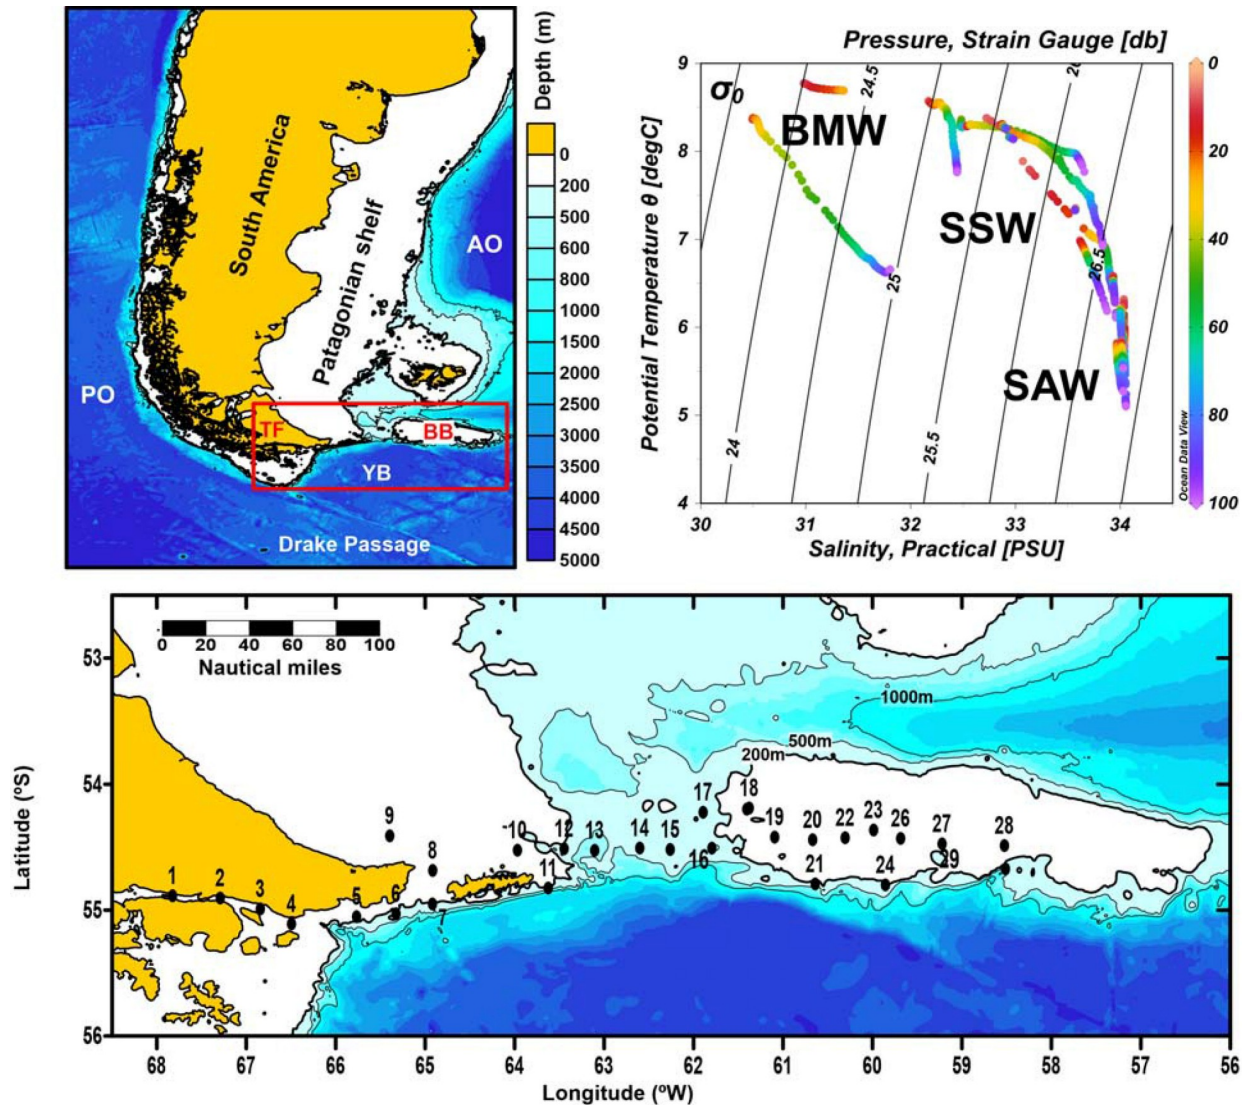 Depth (m)
0
200
500
600
1000
1500
2000
2500
3000
3500
4000
4500
5000
South America
Patagonian shelf
AO
PO
TF
BB
YB
Drake Passage
Pressure, Strain Gauge [db]
Potential Temperature θ [degC]
9
8
7
6
5
4
σ0
BMW
SSW
SAW
24
24.5
25
25.5
26.5
30
31
32
33
34
Salinity, Practical [PSU]
Ocean Data View
0
20
40
60
80
100
0 20 40 60 80 100
Nautical miles
Latitude (ºS)
53
54
55
56
1000m
500m
200m
1
2
3
4
5
6
7
8
9
10
11
12
13
14
15
16
17
18
19
20
21
22
23
24
26
27
28
29
68 67 66 65 64 63 62 61 60 59 58 57 56
Longitude (ºW)